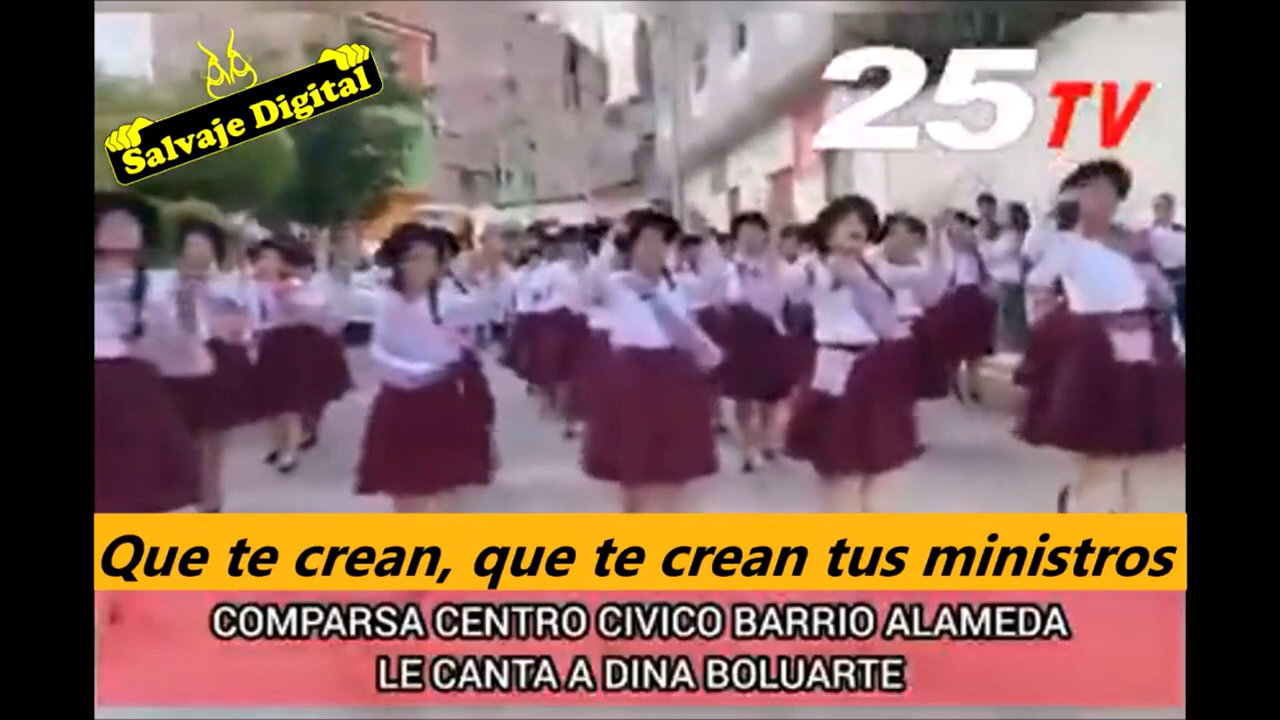 Salvaje Digital
25 TV
Que te crean, que te crean tus ministros
COMPARSA CENTRO CIVICO BARRIO ALAMEDA
LE CANTA A DINA BOLUARTE